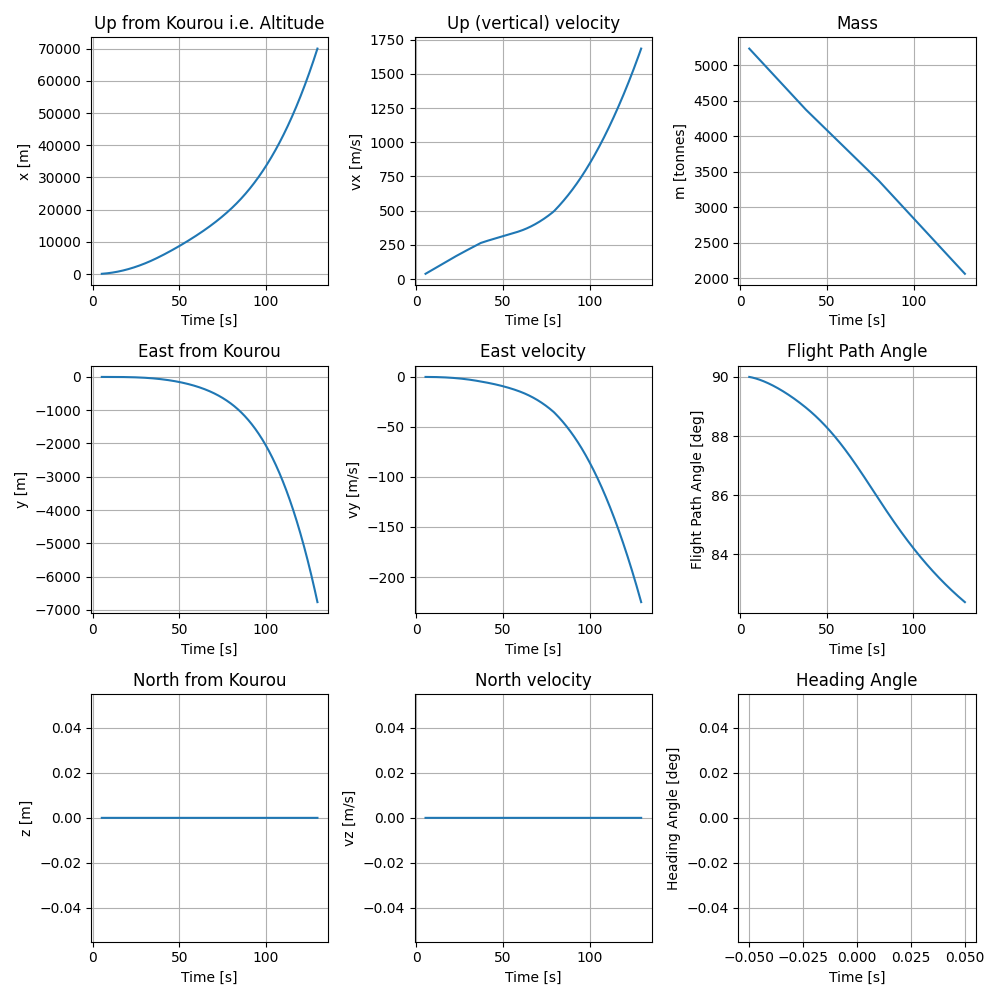 Up from Kourou i.e. Altitude
x [m]
70000
60000
50000
40000
30000
20000
10000
0
0 50 100
Time [s]
Up (vertical) velocity
vx [m/s]
1750
1500
1250
1000
750
500
250
0
0 50 100
Time [s]
Mass
m [tonnes]
5000
4500
4000
3500
3000
2500
2000
0 50 100
Time [s]
East from Kourou
y [m]
0
−1000
−2000
−3000
−4000
−5000
−6000
−7000
0 50 100
Time [s]
East velocity
vy [m/s]
0
−50
−100
−150
−200
0 50 100
Time [s]
Flight Path Angle
Flight Path Angle [deg]
90
88
86
84
0 50 100
Time [s]
North from Kourou
z [m]
0.04
0.02
0.00
−0.02
−0.04
0 50 100
Time [s]
North velocity
vz [m/s]
0.04
0.02
0.00
−0.02
−0.04
0 50 100
Time [s]
Heading Angle
Heading Angle [deg]
0.04
0.02
0.00
−0.02
−0.04
−0.050 −0.025 0.000 0.025 0.050
Time [s]